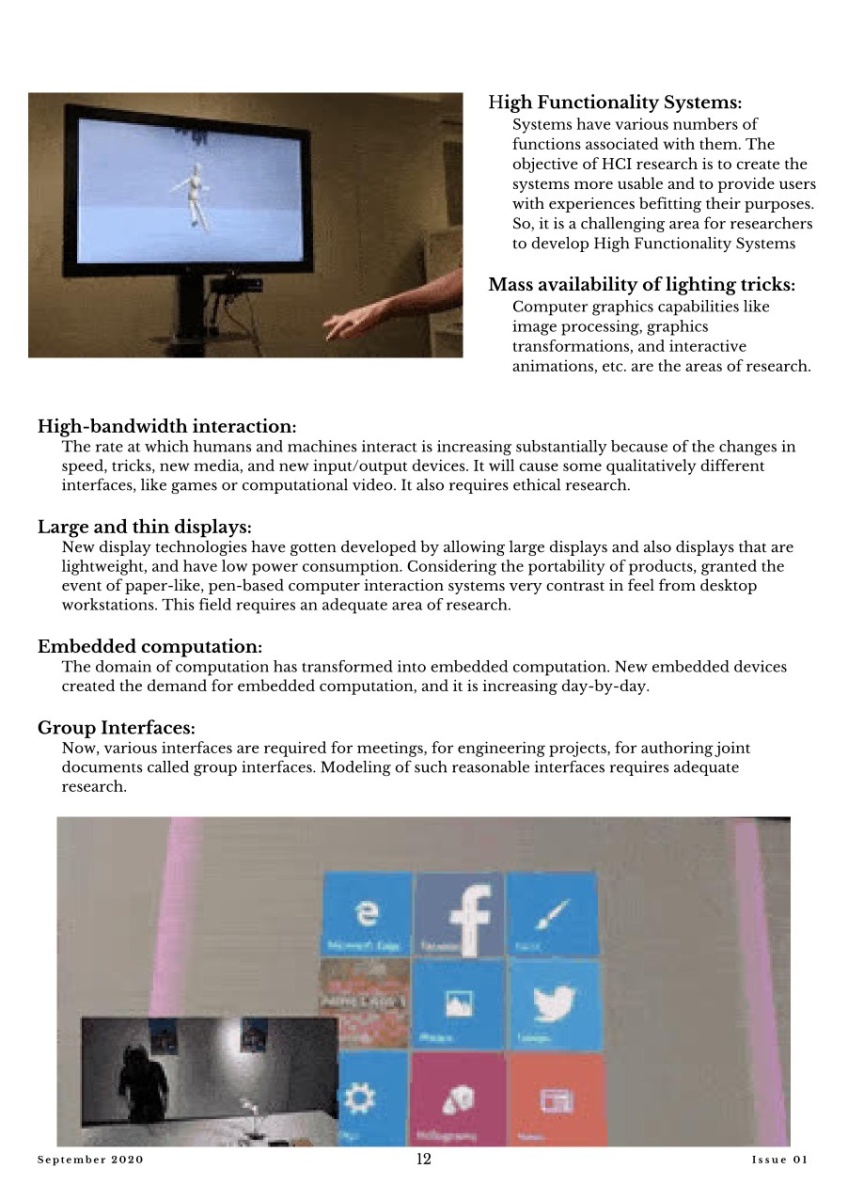 High Functionality Systems:
Systems have various numbers of
functions associated with them. The
objective of HCI research is to create the
systems more usable and to provide users
with experiences befitting their purposes.
So, it is a challenging area for researchers
to develop High Functionality Systems
Mass availability of lighting tricks:
Computer graphics capabilities like
image processing, graphics
transformations, and interactive
animations, etc. are the areas of research.
High-bandwidth interaction:
The rate at which humans and machines interact is increasing substantially because of the changes in
speed, tricks, new media, and new input/output devices. It will cause some qualitatively different
interfaces, like games or computational video. It also requires ethical research.
Large and thin displays:
New display technologies have gotten developed by allowing large displays and also displays that are
lightweight, and have low power consumption. Considering the portability of products, granted the
event of paper-like, pen-based computer interaction systems very contrast in feel from desktop
workstations. This field requires an adequate area of research.
Embedded computation:
The domain of computation has transformed into embedded computation. New embedded devices
created the demand for embedded computation, and it is increasing day-by-day.
Group Interfaces:
Now, various interfaces are required for meetings, for engineering projects, for authoring joint
documents called group interfaces. Modeling of such reasonable interfaces requires adequate
research.
Microsoft Edge
Holograms
September 2020
12
Issue 01